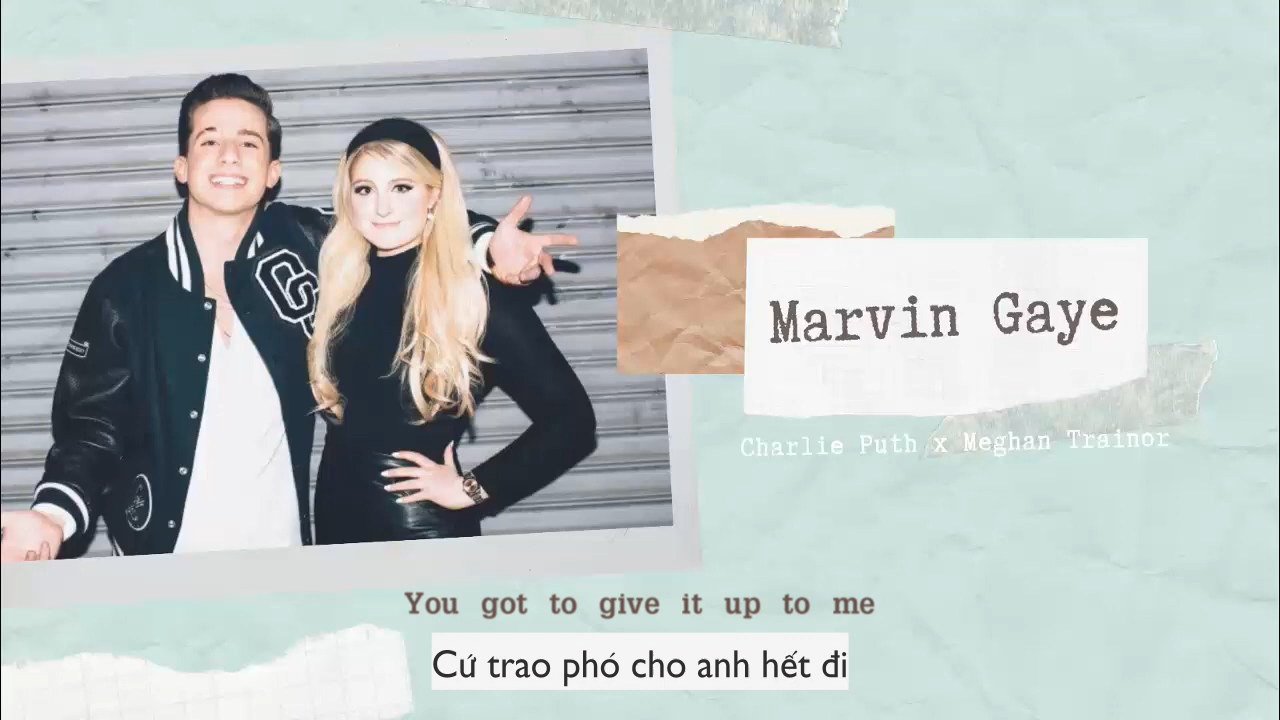 Marvin Gaye
Charlie Puth x Meghan Trainor
You got to give it up to me
Cứ trao phó cho anh hết đi